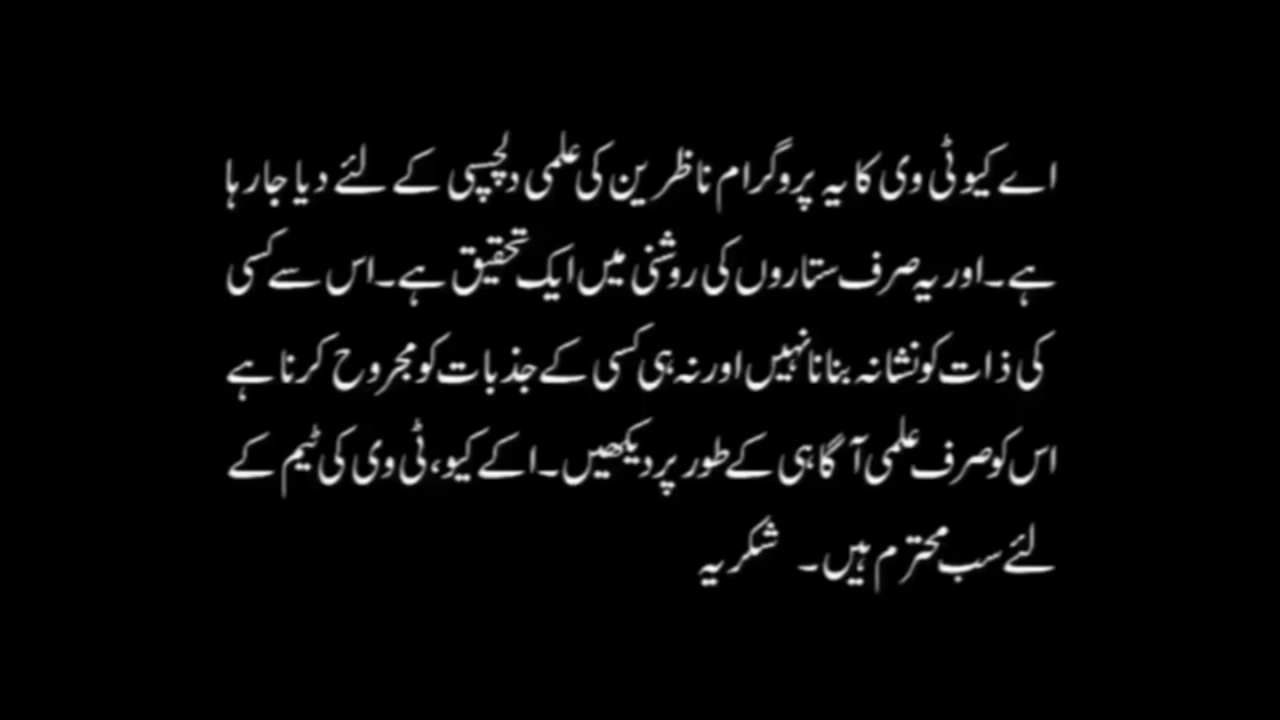 اے کیو ٹی وی کا یہ پروگرام ناظرین کی علمی دلچسپی کے لئے دیا جا رہا
ہے۔ اور یہ صرف ستاروں کی روشنی میں ایک تحقیق ہے۔ اس سے کسی
کی ذات کو نشانہ بنانا نہیں اور نہ ہی کسی کے جذبات کو مجروح کرنا ہے
اس کو صرف علمی آگاہی کے طور پر دیکھیں۔ اکے کیو، ٹی وی کی ٹیم کے
لئے سب محترم ہیں۔ شکریہ